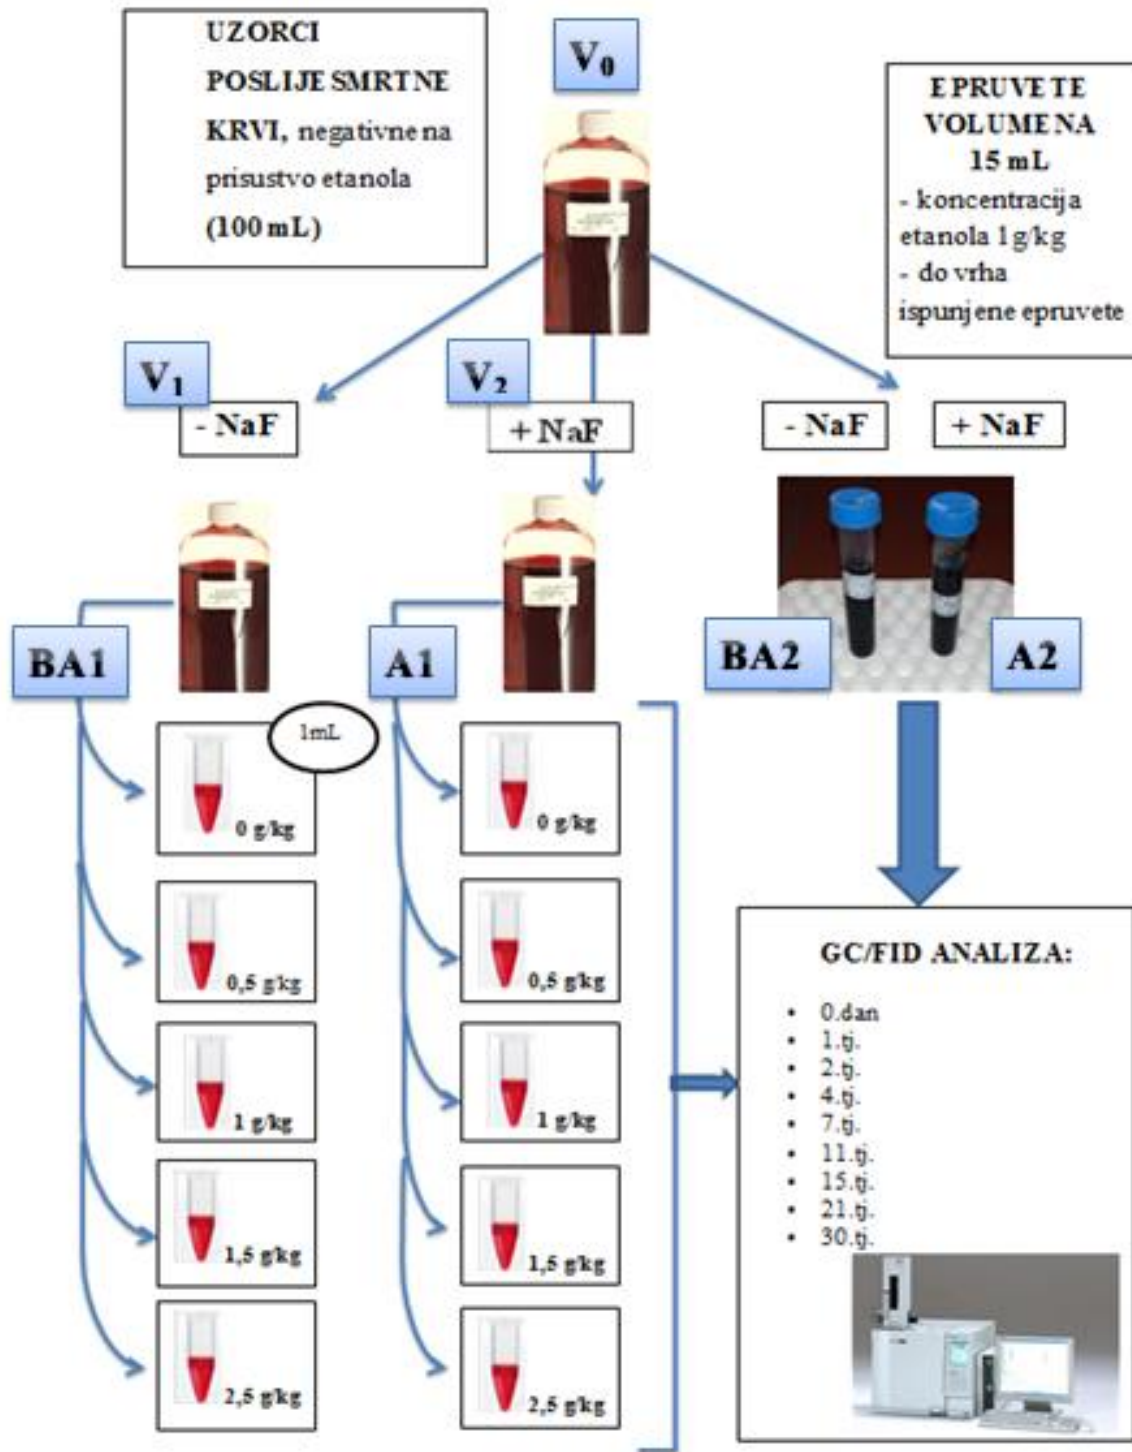 UZORCI
POSLIJE SMRTNE
KRVI, negativne na
prisustvo etanola
(100 mL)
V₀
EPRUVETE
VOLUMENA
15 mL
- koncentracija
etanola 1g/kg
- do vrha
ispunjene epruvete
V₁
- NaF
V₂
+ NaF
- NaF
+ NaF
BA1
A1
BA2
A2
1mL
0 g/kg
0 g/kg
0,5 g/kg
0,5 g/kg
1 g/kg
1 g/kg
1,5 g/kg
1,5 g/kg
2,5 g/kg
2,5 g/kg
GC/FID ANALIZA:
• 0.dan
• 1.tj.
• 2.tj.
• 4.tj.
• 7.tj.
• 11.tj.
• 15.tj.
• 21.tj.
• 30.tj.